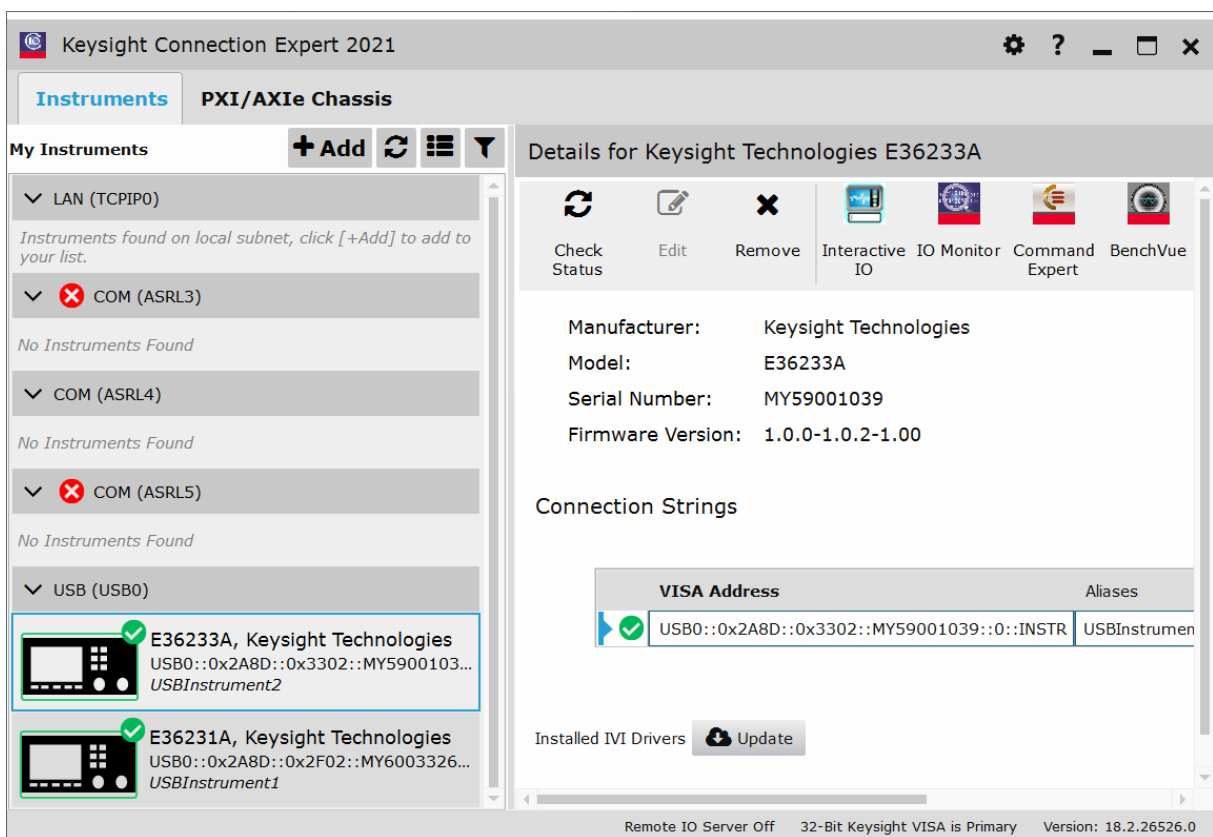 Keysight Connection Expert 2021
?
Instruments
PXI/AXIe Chassis
My Instruments
Add
LAN (TCPIP0)
Instruments found on local subnet, click [+Add] to add to
your list.
COM (ASRL3)
No Instruments Found
COM (ASRL4)
No Instruments Found
COM (ASRL5)
No Instruments Found
USB (USB0)
E36233A, Keysight Technologies
USB0::0x2A8D::0x3302::MY5900103...
USBInstrument2
E36231A, Keysight Technologies
USB0::0x2A8D::0x2F02::MY6003326...
USBInstrument1
Details for Keysight Technologies E36233A
Check
Status
Edit
Remove
Interactive
IO
IO Monitor
Command
Expert
BenchVue
Manufacturer: Keysight Technologies
Model: E36233A
Serial Number: MY59001039
Firmware Version: 1.0.0-1.0.2-1.00
Connection Strings
VISA Address Aliases
USB0::0x2A8D::0x3302::MY59001039::0::INSTR USBInstrumen
Installed IVI Drivers Update
Remote IO Server Off 32-Bit Keysight VISA is Primary Version: 18.2.26526.0